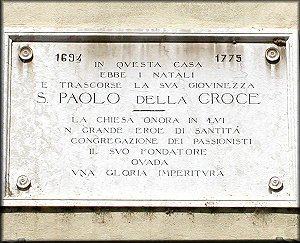 1694 1775
IN QVESTA CASA
EBBE I NATALI
E TRASCORSE LA SVA GIOVINEZZA
S. PAOLO DELLA CROCE
LA CHIESA ONORA IN LVI
VN GRANDE EROE DI SANTITÀ
CONGREGAZIONE DEI PASSIONISTI
IL SVO FONDATORE
OVADA
VNA GLORIA IMPERITVRA